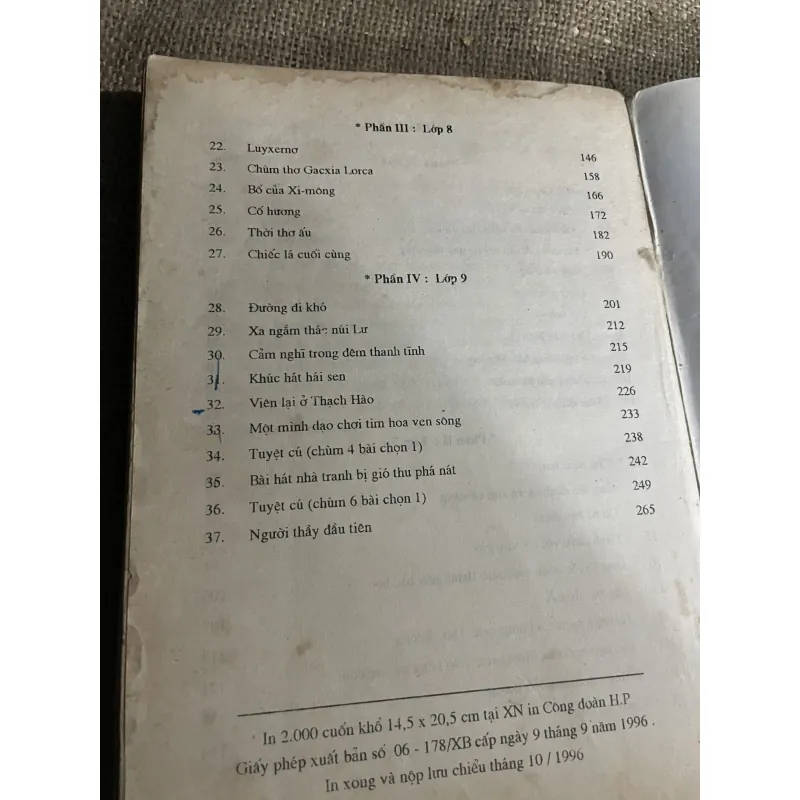 * Phần III : Lớp 8
22. Luyxernơ 146
23. Chùm thơ Gacxia Lorca 158
24. Bố của Xi-mông 166
25. Cố hương 172
26. Thời thơ ấu 182
27. Chiếc lá cuối cùng 190
* Phần IV : Lớp 9
28. Đường đi khó 201
29. Xa ngắm thác núi Lư 212
30. Cảm nghĩ trong đêm thanh tĩnh 215
31. Khúc hát hái sen 219
32. Viên lại ở Thạch Hào 226
33. Một mình dạo chơi tìm hoa ven sông 233
34. Tuyệt cú (chùm 4 bài chọn 1) 238
35. Bài hát nhà tranh bị gió thu phá nát 242
36. Tuyệt cú (chùm 6 bài chọn 1) 249
37. Người thầy đầu tiên 265
In 2.000 cuốn khổ 14,5 x 20,5 cm tại XN in Công đoàn H.P
Giấy phép xuất bản số 06 - 178/XB cấp ngày 9 tháng 9 năm 1996 .
In xong và nộp lưu chiểu tháng 10 / 1996